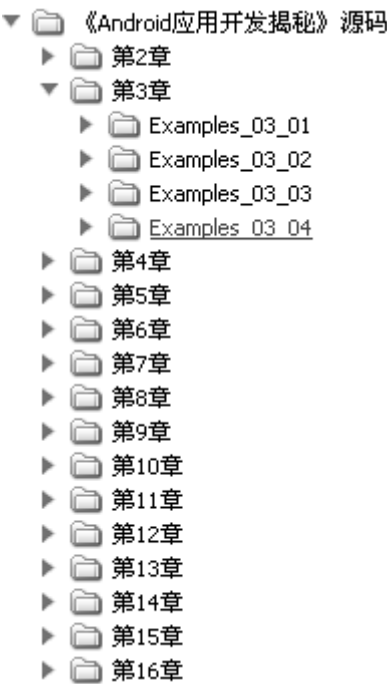 《Android应用开发揭秘》源码
第2章
第3章
Examples_03_01
Examples_03_02
Examples_03_03
Examples_03_04
第4章
第5章
第6章
第7章
第8章
第9章
第10章
第11章
第12章
第13章
第14章
第15章
第16章